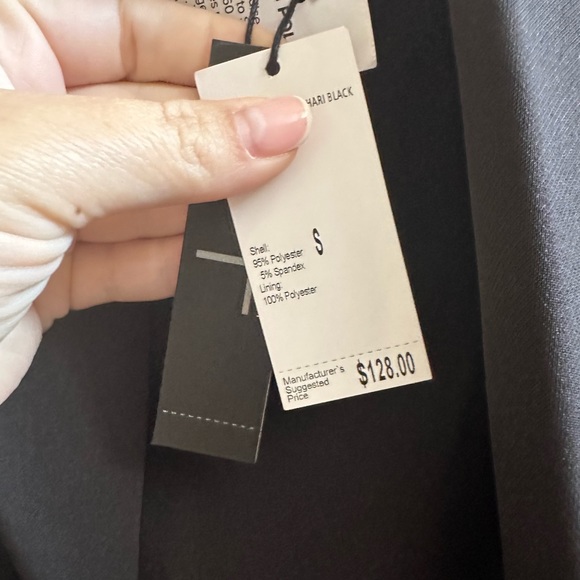 HARI BLACK
S
Shell:
95% Polyester
5% Spandex
Lining:
100% Polyester
Manufacturer's
Suggested
Price
$128.00